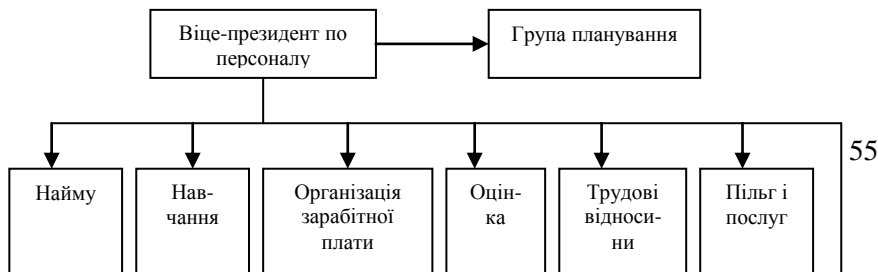 Віце-президент по
персоналу
Група планування
55
Найму
Нав-
чання
Організація
зарабітної
плати
Оцін-
ка
Трудові
відноси-
ни
Пільг і
послуг